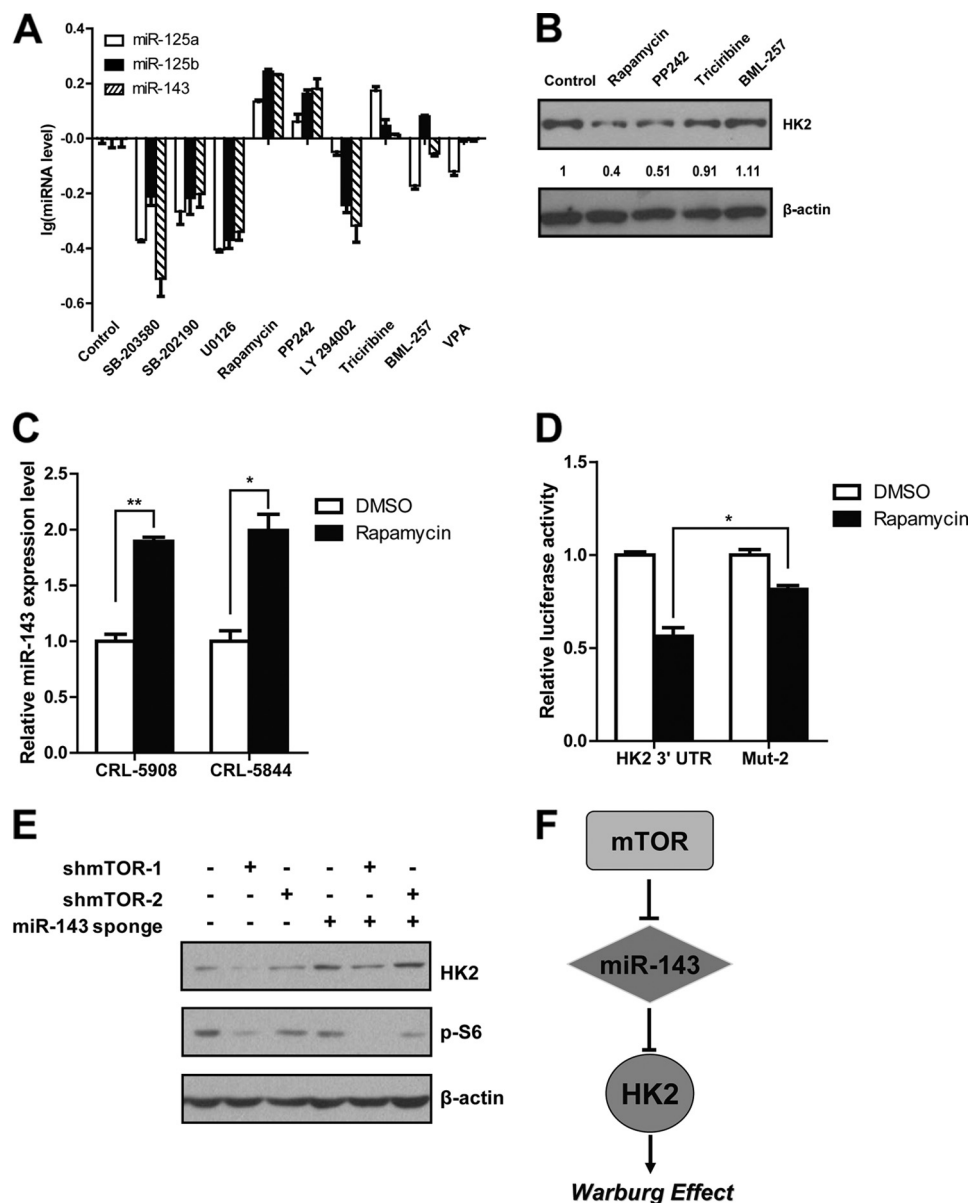 A
miR-125a
miR-125b
miR-143
lg(miRNA level)
0.4
0.2
-0.0
-0.2
-0.4
-0.6
Control
SB-203580
SB-202190
U0126
Rapamycin
PP242
LY 294002
Triciribine
BML-257
VPA
B
Control
Rapamycin
PP242
Triciribine
BML-257
HK2
1 0.4 0.51 0.91 1.11
β-actin
C
Relative miR-143 expression level
2.5
2.0
1.5
1.0
0.5
0.0
**
*
DMSO
Rapamycin
CRL-5908 CRL-5844
D
Relative luciferase activity
1.5
1.0
0.5
0.0
*
DMSO
Rapamycin
HK2 3' UTR Mut-2
E
shmTOR-1 - + - - + -
shmTOR-2 - - + - - +
miR-143 sponge - - - + + +
HK2
p-S6
β-actin
F
mTOR
miR-143
HK2
Warburg Effect